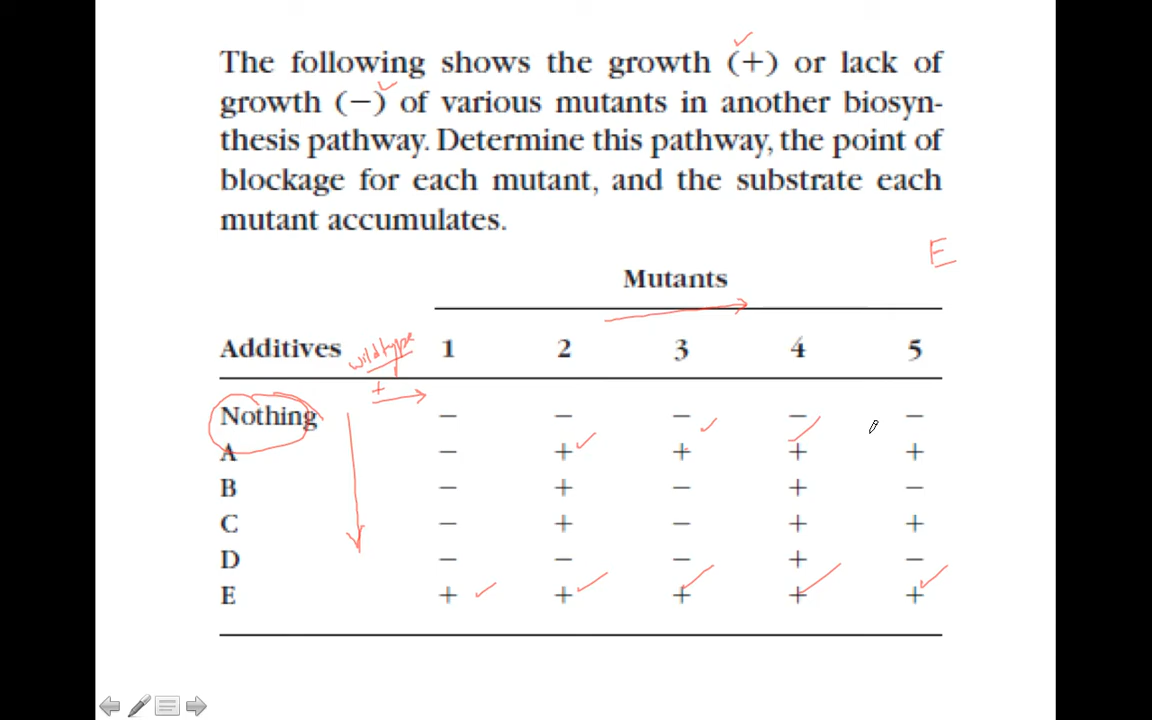 The following shows the growth (+) or lack of
growth (−) of various mutants in another biosyn-
thesis pathway. Determine this pathway, the point of
blockage for each mutant, and the substrate each
mutant accumulates.
E
Mutants
Additives wildtype 1 2 3 4 5
+
Nothing − − − − −
A − + + + +
B − + − + −
C − + − + +
D − − − + −
E + + + + +